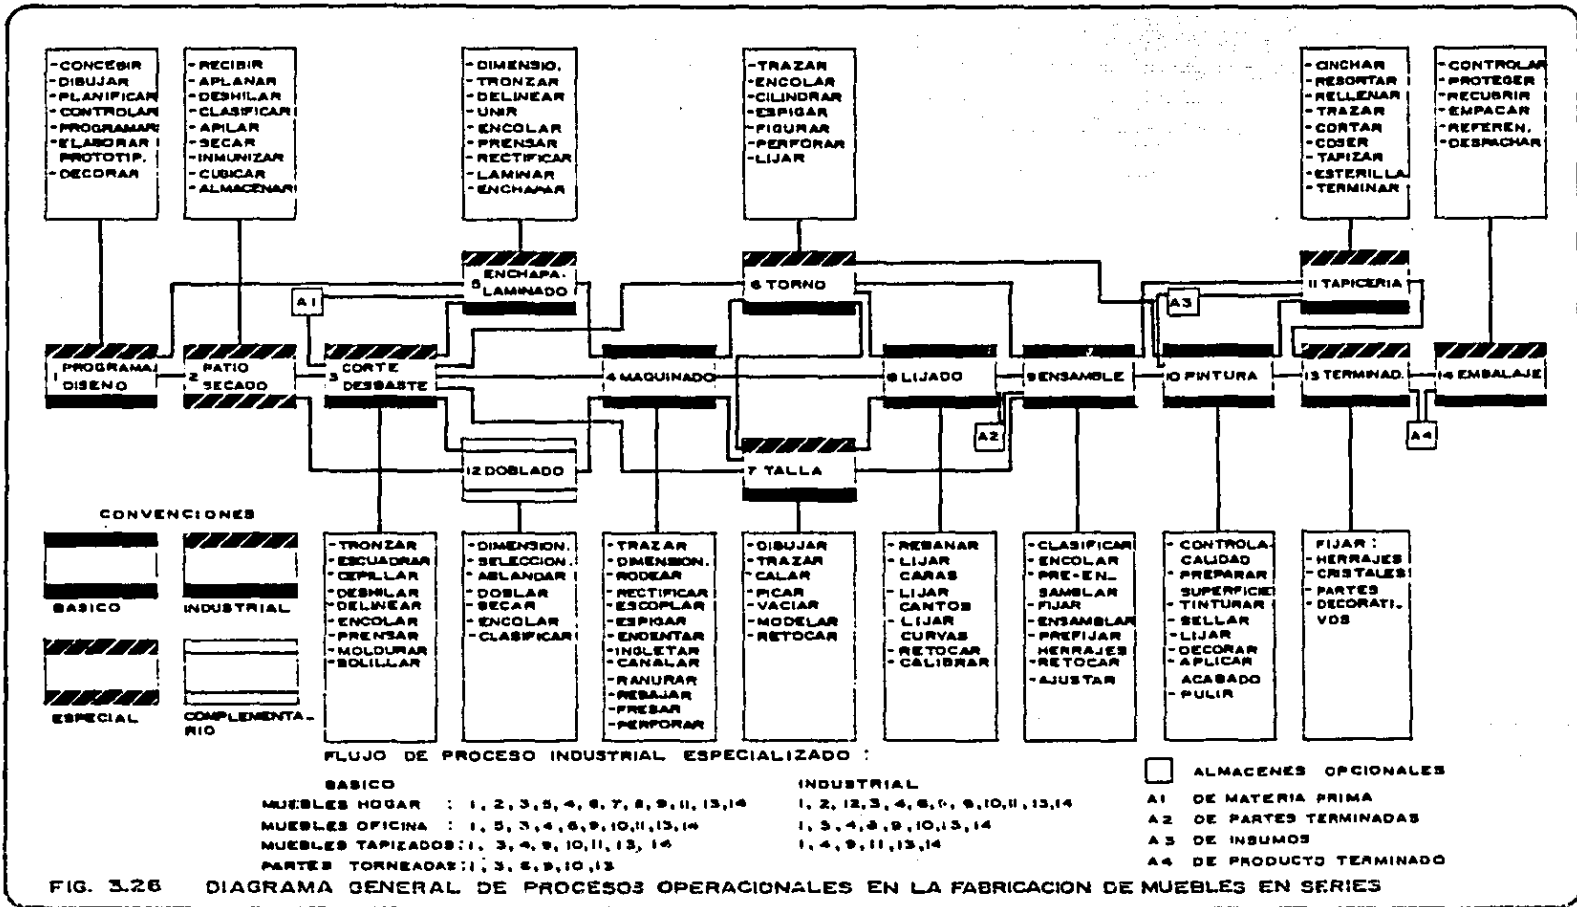 - CONCEBIR
- DIBUJAR
- PLANIFICAR
- CONTROLAR
- PROGRAMAR
- ELABORAR
PROTOTIP.
- DECORAR
- RECIBIR
- APLANAR
- DESHILAR
- CLASIFICAR
- APILAR
- SECAR
- INMUNIZAR
- CUBICAR
- ALMACENAR
- DIMENSIO.
- TRONZAR
- DELINEAR
- UNIR
- ENCOLAR
- PRENSAR
- RECTIFICAR
- LAMINAR
- ENCHAPAR
- TRAZAR
- ENCOLAR
- CILINDRAR
- ESPIGAR
- FIGURAR
- PERFORAR
- LIJAR
- CINCHAR
- RESORTAR
- RELLENAR
- TRAZAR
- CORTAR
- COSER
- TAPIZAR
- ESTERILLA
- TERMINAR
- CONTROLAR
- PROTEGER
- RECUBRIR
- EMPACAR
- REFEREN.
- DESPACHAR
5 ENCHAPA-
LAMINADO
6 TORNO
11 TAPICERIA
A1
A3
1 PROGRAMA
DISENO
2 PATIO
SECADO
3 CORTE
DESBASTE
4 MAQUINADO
8 LIJADO
9 ENSAMBLE
10 PINTURA
13 TERMINAD.
14 EMBALAJE
A2
A4
12 DOBLADO
7 TALLA
CONVENCIONES
BASICO
INDUSTRIAL
ESPECIAL
COMPLEMENTA-
RIO
- TRONZAR
- ESCUADRAR
- CEPILLAR
- DESHILAR
- DELINEAR
- ENCOLAR
- PRENSAR
- MOLDURAR
- BOLILLAR
- DIMENSION.
- SELECCION.
- ABLANDAR
- DOBLAR
- SECAR
- ENCOLAR
- CLASIFICAR
- TRAZAR
- DIMENSION.
- RODEAR
- RECTIFICAR
- ESCOPLAR
- ESPIGAR
- ENDENTAR
- INGLETAR
- CANALAR
- RANURAR
- REBAJAR
- FRESAR
- PERFORAR
- DIBUJAR
- TRAZAR
- CALAR
- PICAR
- VACIAR
- MODELAR
- RETOCAR
- REBANAR
- LIJAR
CARAS
- LIJAR
CANTOS
- LIJAR
CURVAS
- RETOCAR
- CALIBRAR
- CLASIFICAR
- ENCOLAR
- PRE-EN-
SAMBLAR
- FIJAR
- ENSAMBLAR
- PREFIJAR
HERRAJES
- RETOCAR
- AJUSTAR
- CONTROLA-
CALIDAD
- PREPARAR
SUPERFICIE
- TINTURAR
- SELLAR
- LIJAR
- DECORAR
- APLICAR
ACABADO
- PULIR
FIJAR :
- HERRAJES
- CRISTALES
- PARTES
- DECORATI-
VOS
FLUJO DE PROCESO INDUSTRIAL ESPECIALIZADO :
BASICO INDUSTRIAL
MUEBLES HOGAR : 1, 2, 3, 5, 4, 6, 7, 8, 9, 11, 13, 14 1, 2, 12, 3, 4, 6, 9, 10, 11, 13, 14
MUEBLES OFICINA : 1, 5, 3, 4, 6, 9, 10, 11, 13, 14 1, 3, 4, 8, 9, 10, 13, 14
MUEBLES TAPIZADOS: 1, 3, 4, 9, 10, 11, 13, 14 1, 4, 9, 11, 13, 14
PARTES TORNEADAS: 1, 3, 6, 9, 10, 13
ALMACENES OPCIONALES
A1 DE MATERIA PRIMA
A2 DE PARTES TERMINADAS
A3 DE INSUMOS
A4 DE PRODUCTO TERMINADO
FIG. 3.26 DIAGRAMA GENERAL DE PROCESOS OPERACIONALES EN LA FABRICACION DE MUEBLES EN SERIES